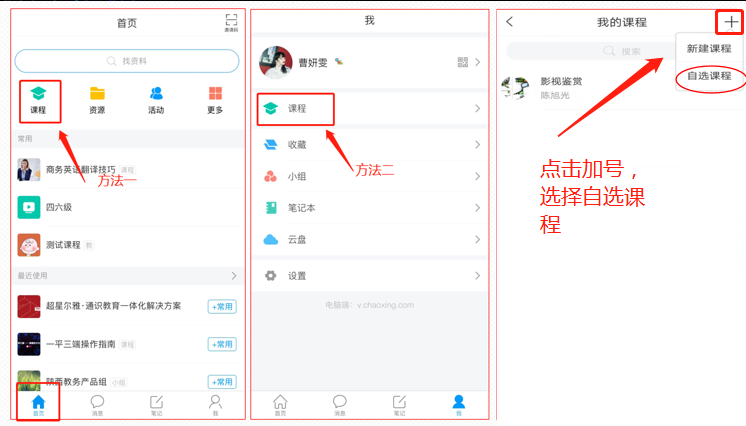 首页
邀请码
找资料
课程
资源
活动
更多
常用
商务英语翻译技巧 课程
方法一
四六级
测试课程 教
最近使用
超星尔雅-通识教育一体化解决方案 +常用
一平三端操作指南 课程 +常用
陕西教务产品组 小组 +常用
首页
消息
笔记
我
我
曹妍雯
课程
方法二
收藏
小组
笔记本
云盘
设置
电脑端：v.chaoxing.com
首页
消息
笔记
我
我的课程
搜索
新建课程
自选课程
影视鉴赏
陈旭光
点击加号，
选择自选课
程